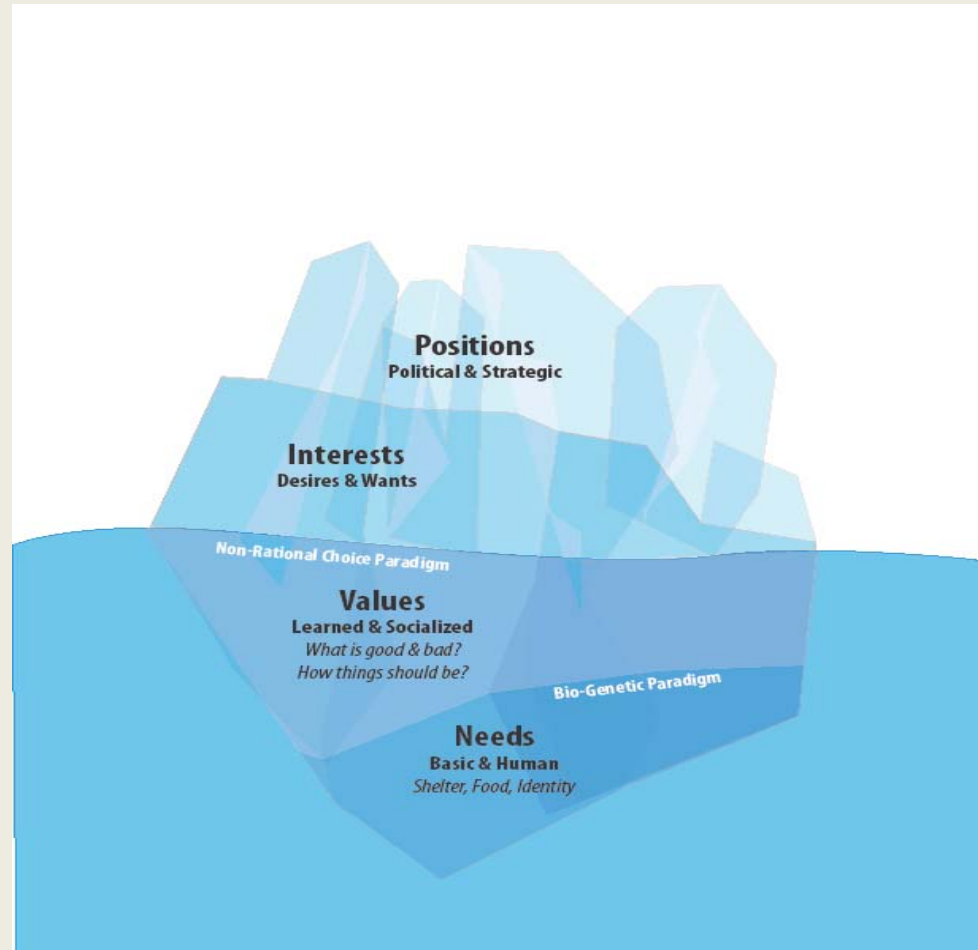 Positions
Political & Strategic
Interests
Desires & Wants
Non-Rational Choice Paradigm
Values
Learned & Socialized
What is good & bad?
How things should be?
Bio-Genetic Paradigm
Needs
Basic & Human
Shelter, Food, Identity